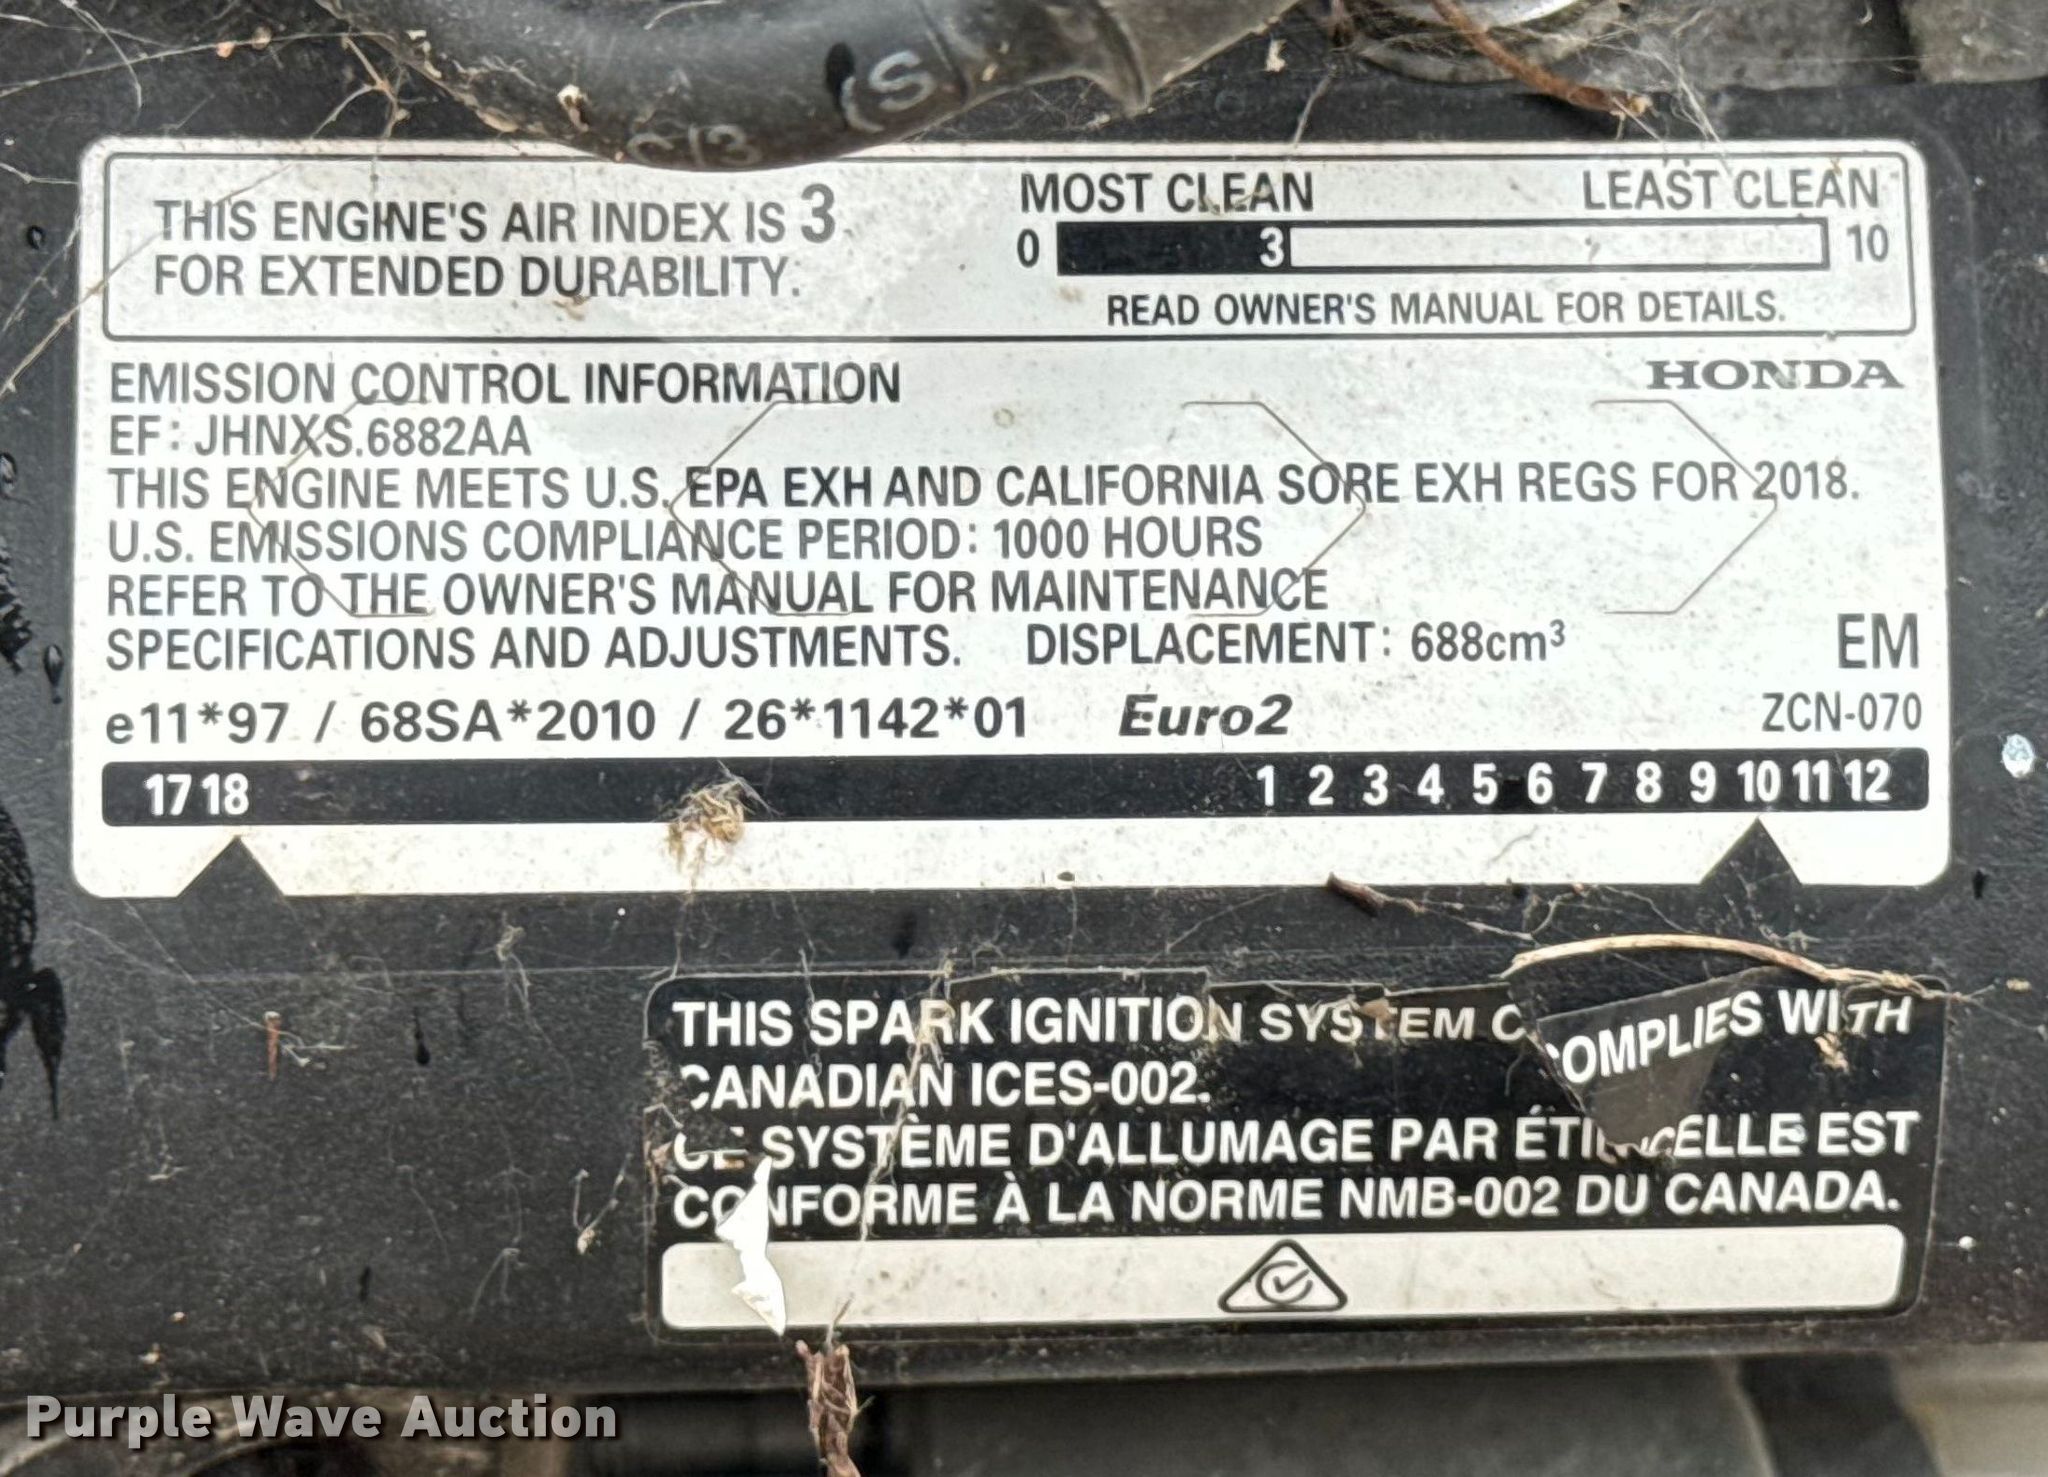 (S
C13
THIS ENGINE'S AIR INDEX IS 3
FOR EXTENDED DURABILITY.
MOST CLEAN LEAST CLEAN
0 3 10
READ OWNER'S MANUAL FOR DETAILS.
EMISSION CONTROL INFORMATION
HONDA
EF: JHNXS.6882AA
THIS ENGINE MEETS U.S. EPA EXH AND CALIFORNIA SORE EXH REGS FOR 2018.
U.S. EMISSIONS COMPLIANCE PERIOD: 1000 HOURS
REFER TO THE OWNER'S MANUAL FOR MAINTENANCE
SPECIFICATIONS AND ADJUSTMENTS. DISPLACEMENT: 688cm³ EM
e11*97 / 68SA*2010 / 26*1142*01 Euro2 ZCN-070
17 18 1 2 3 4 5 6 7 8 9 10 11 12
THIS SPARK IGNITION SYSTEM COMPLIES WITH
CANADIAN ICES-002.
CE SYSTÈME D'ALLUMAGE PAR ÉTINCELLE EST
CONFORME À LA NORME NMB-002 DU CANADA.
Purple Wave Auction